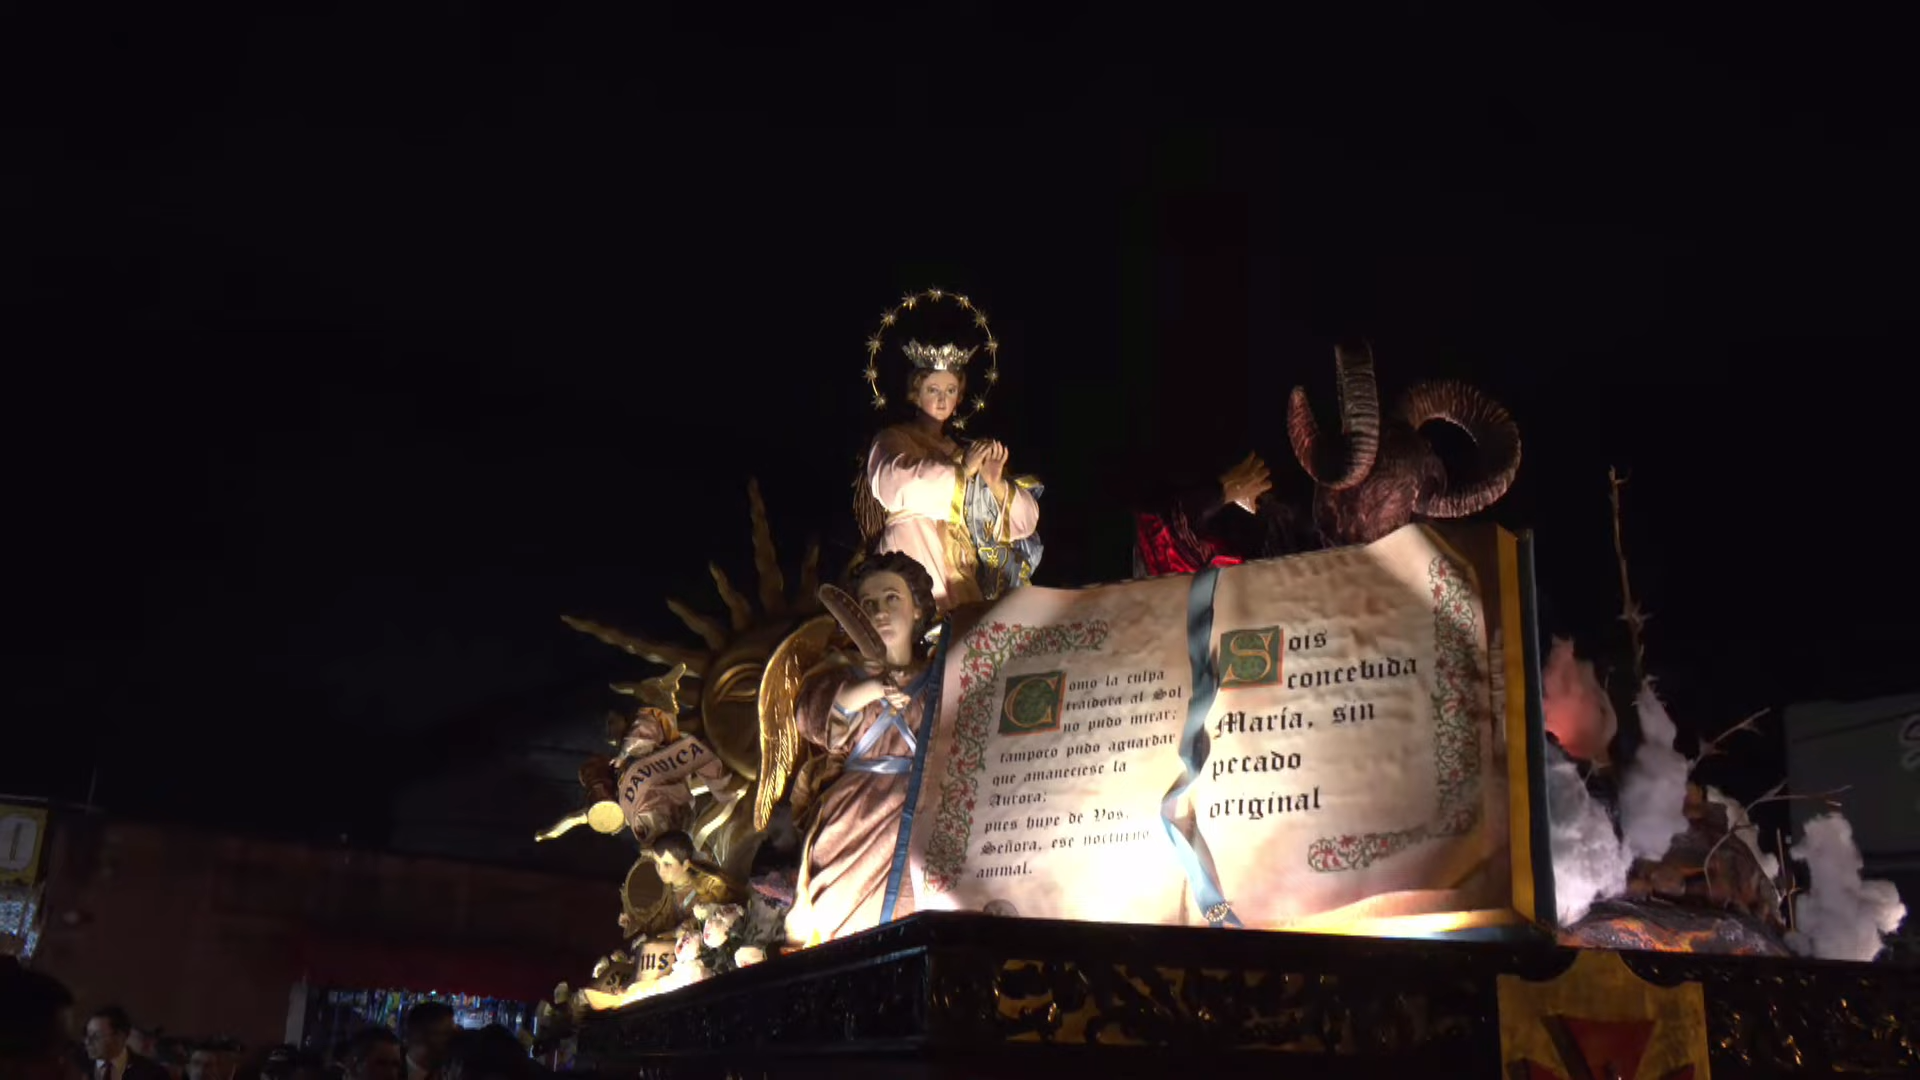 DAVIDICA
Como la culpa
traidora al Sol
no pudo mirar;
tampoco pudo aguardar
que amaneciese la
Aurora;
pues huye de Vos,
Señora, ese nocturno
animal.
Sois
concebida
María, sin
pecado
original